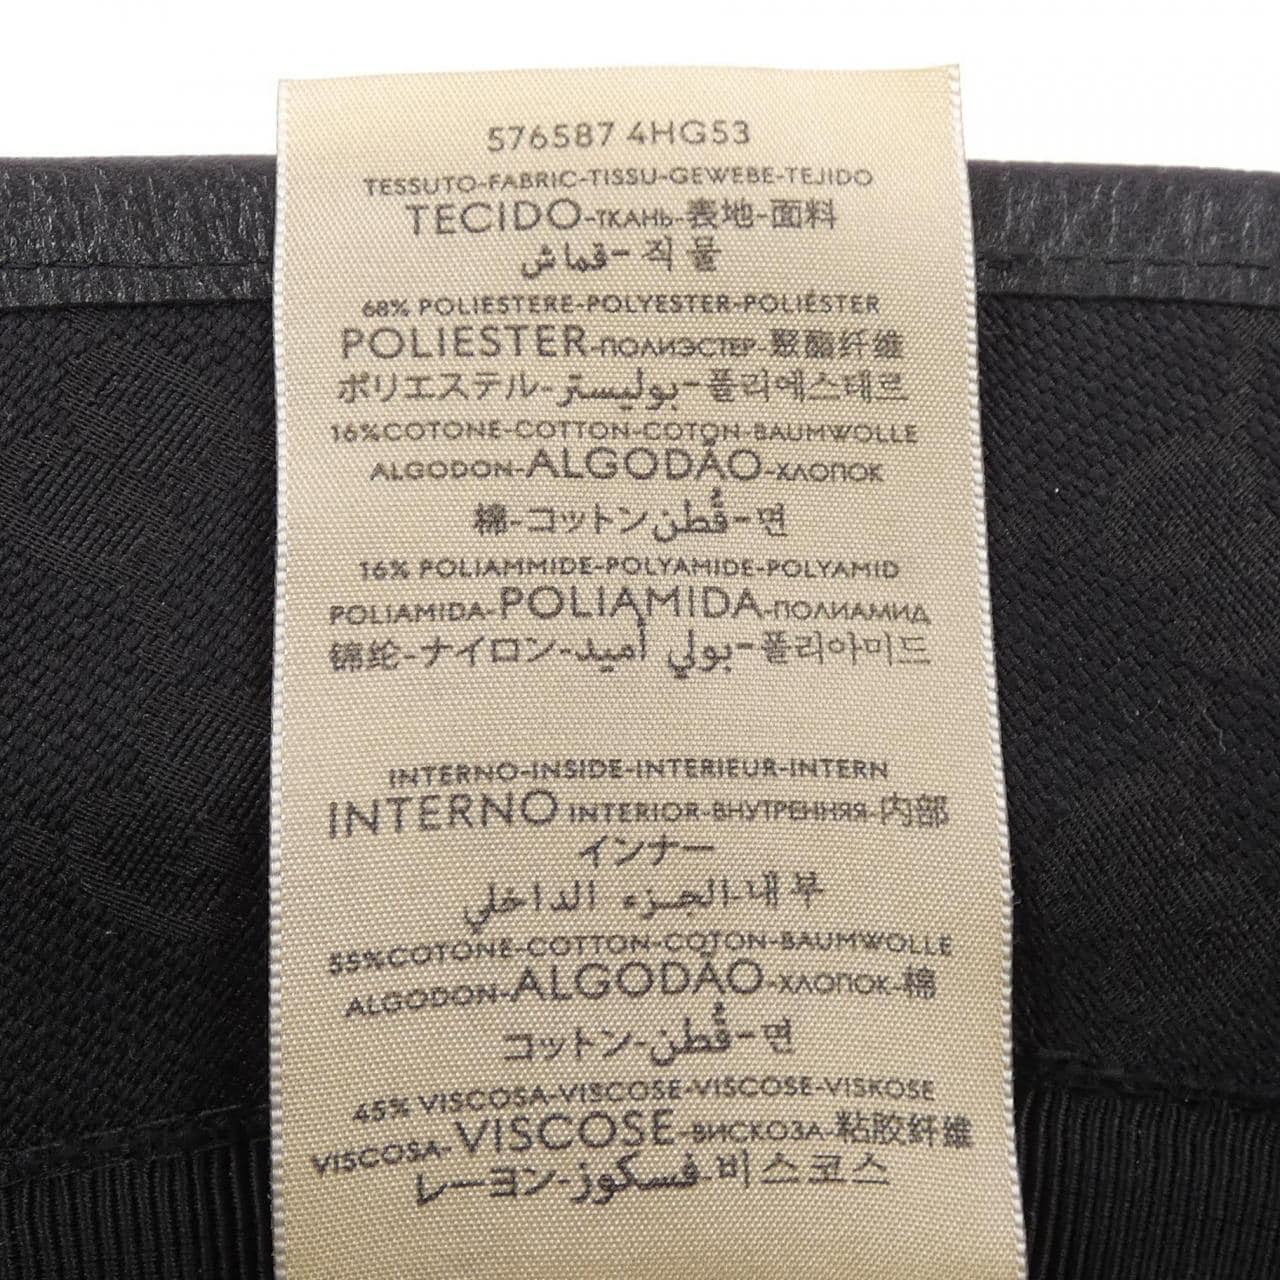 576587 4HG53
TESSUTO-FABRIC-TISSU-GEWEBE-TEJIDO
TECIDO-ТКАНЬ-表地-面料
قماش-직물
68% POLIESTERE-POLYESTER-POLIÉSTER
POLIESTER-ПОЛИЭСТЕР-聚酯纤维
ポリエステル-بوليستر-폴리에스테르
16%COTONE-COTTON-COTON-BAUMWOLLE
ALGODON-ALGODÃO-ХЛОПОК
棉-コットン-قُطن-면
16% POLIAMMIDE-POLYAMIDE-POLYAMID
POLIAMIDA-POLIAMIDA-ПОЛИАМИД
锦纶-ナイロン-بولي أميد-폴리아미드
INTERNO-INSIDE-INTERIEUR-INTERN
INTERNO INTERIOR-ВНУТРЕННЯЯ-内部
インナー
الجزء الداخلي-내부
55%COTONE-COTTON-COTON-BAUMWOLLE
ALGODON-ALGODÃO-ХЛОПОК-棉
コットン-قُطن-면
45% VISCOSA-VISCOSE-VISCOSE-VISKOSE
VISCOSA-VISCOSE-ВИСКОЗА-粘胶纤维
レーヨン-فسكوز-비스코스